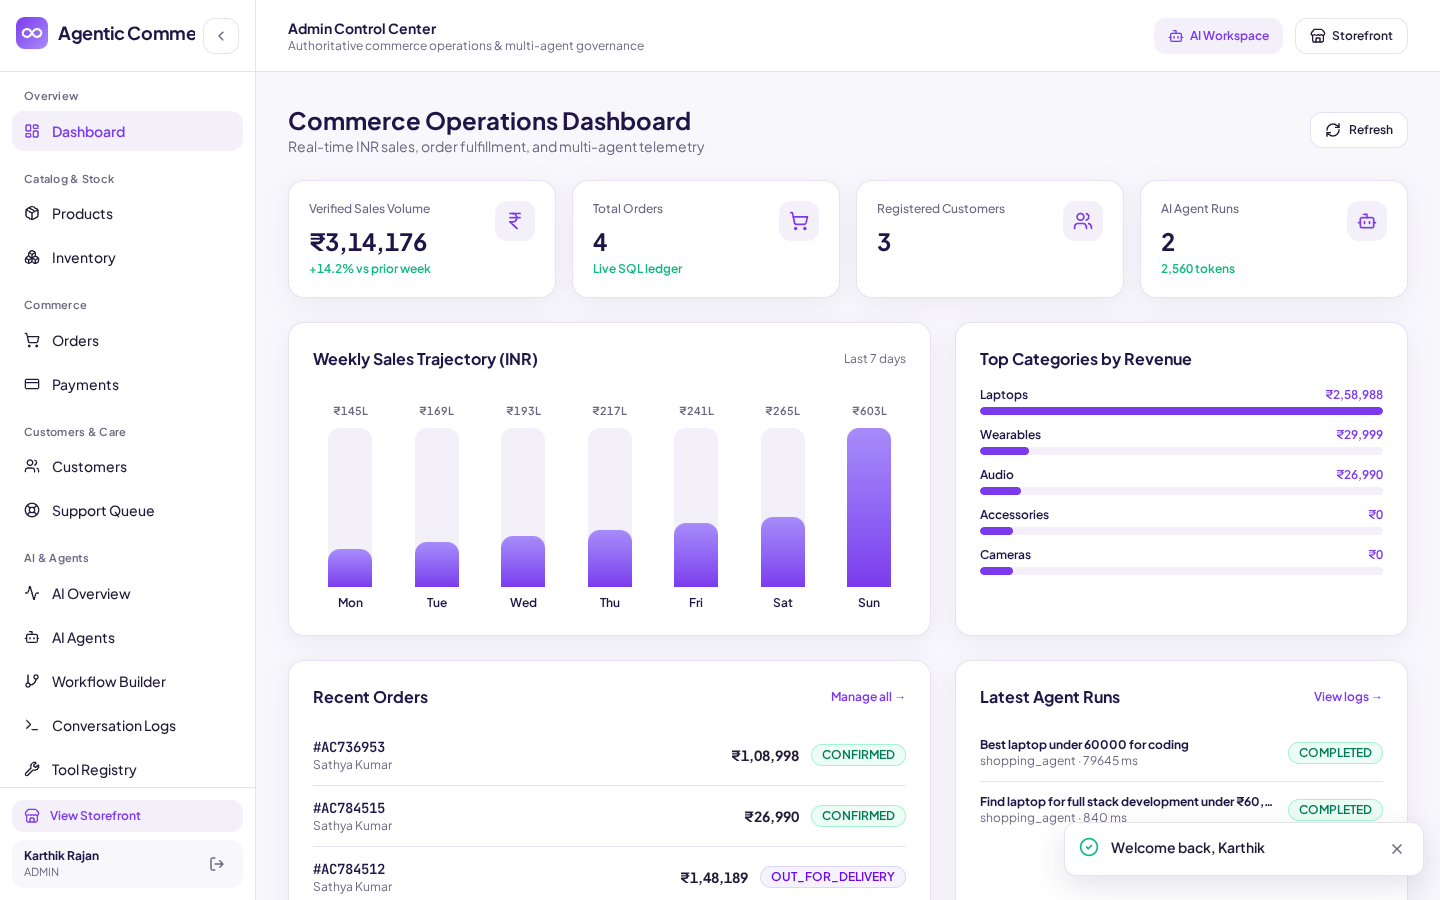 Agentic Comme
Overview
Dashboard
Catalog & Stock
Products
Inventory
Commerce
Orders
Payments
Customers & Care
Customers
Support Queue
AI & Agents
AI Overview
AI Agents
Workflow Builder
Conversation Logs
Tool Registry
View Storefront
Karthik Rajan
ADMIN
Admin Control Center
Authoritative commerce operations & multi-agent governance
AI Workspace
Storefront
Commerce Operations Dashboard
Real-time INR sales, order fulfillment, and multi-agent telemetry
Refresh
Verified Sales Volume
₹3,14,176
+14.2% vs prior week
Total Orders
4
Live SQL ledger
Registered Customers
3
AI Agent Runs
2
2,560 tokens
Weekly Sales Trajectory (INR)
Last 7 days
₹145L ₹169L ₹193L ₹217L ₹241L ₹265L ₹603L
Mon Tue Wed Thu Fri Sat Sun
Top Categories by Revenue
Laptops ₹2,58,988
Wearables ₹29,999
Audio ₹26,990
Accessories ₹0
Cameras ₹0
Recent Orders
Manage all →
#AC736953
Sathya Kumar
₹1,08,998 CONFIRMED
#AC784515
Sathya Kumar
₹26,990 CONFIRMED
#AC784512
Sathya Kumar
₹1,48,189 OUT_FOR_DELIVERY
Latest Agent Runs
View logs →
Best laptop under 60000 for coding
shopping_agent · 79645 ms
COMPLETED
Find laptop for full stack development under ₹60,...
shopping_agent · 840 ms
COMPLETED
Welcome back, Karthik